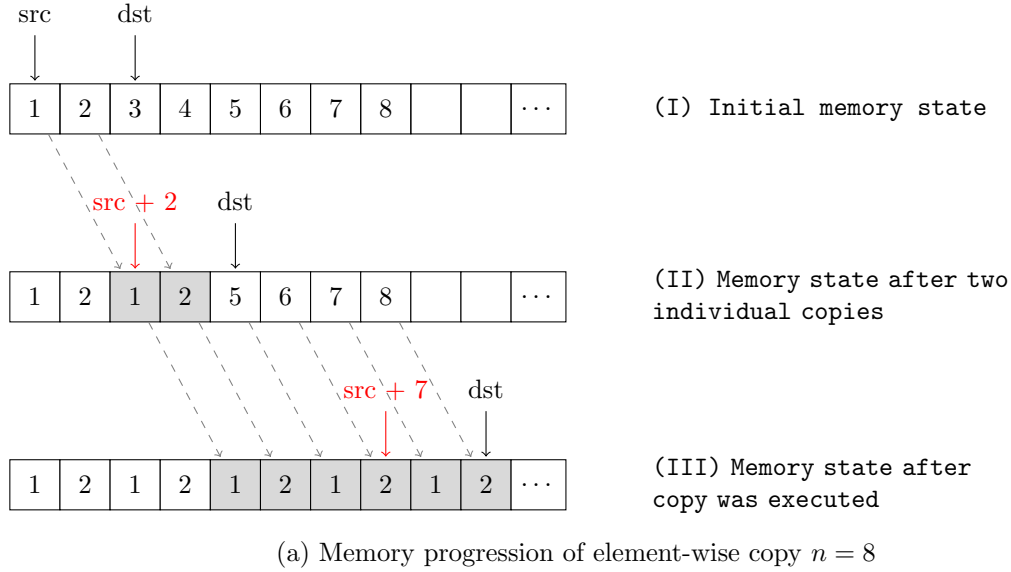 src dst
1 2 3 4 5 6 7 8 ...
(I) Initial memory state
src + 2 dst
1 2 1 2 5 6 7 8 ...
(II) Memory state after two
individual copies
src + 7 dst
1 2 1 2 1 2 1 2 1 2 ...
(III) Memory state after
copy was executed
(a) Memory progression of element-wise copy n = 8